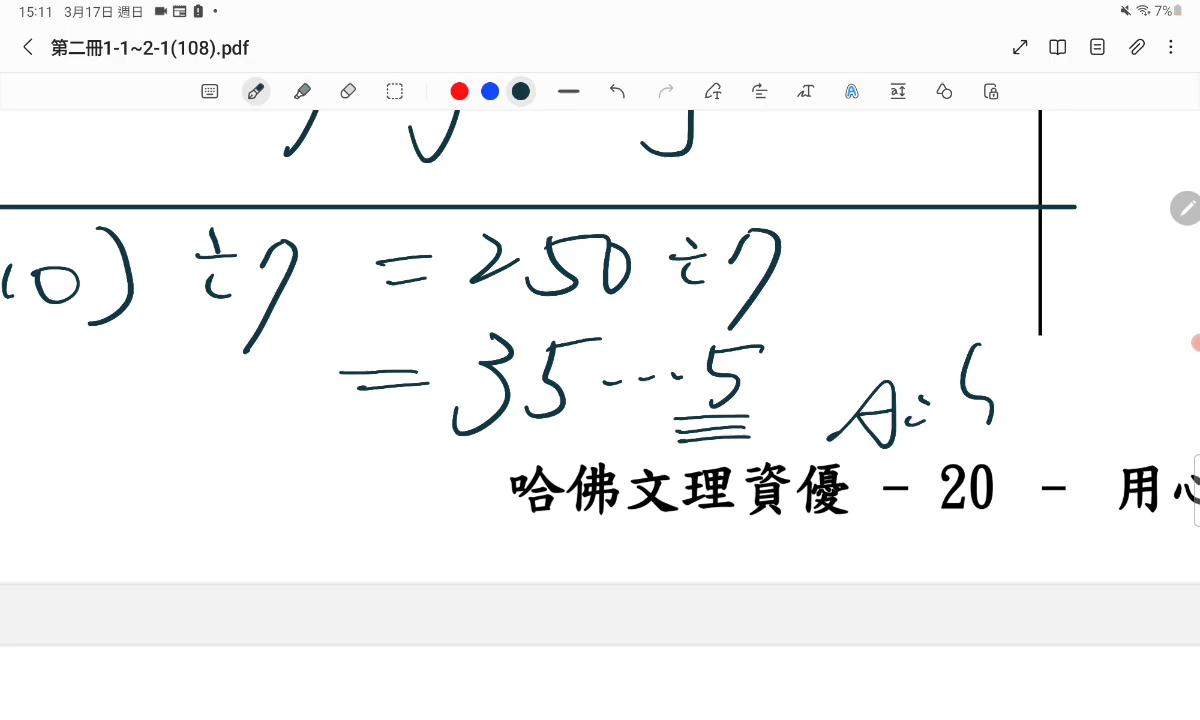 15:11 3月17日 週日 7%
第二冊1-1~2-1(108).pdf
10) ÷7 = 250÷7
= 35…5 A:5
哈佛文理資優 - 20 - 用心